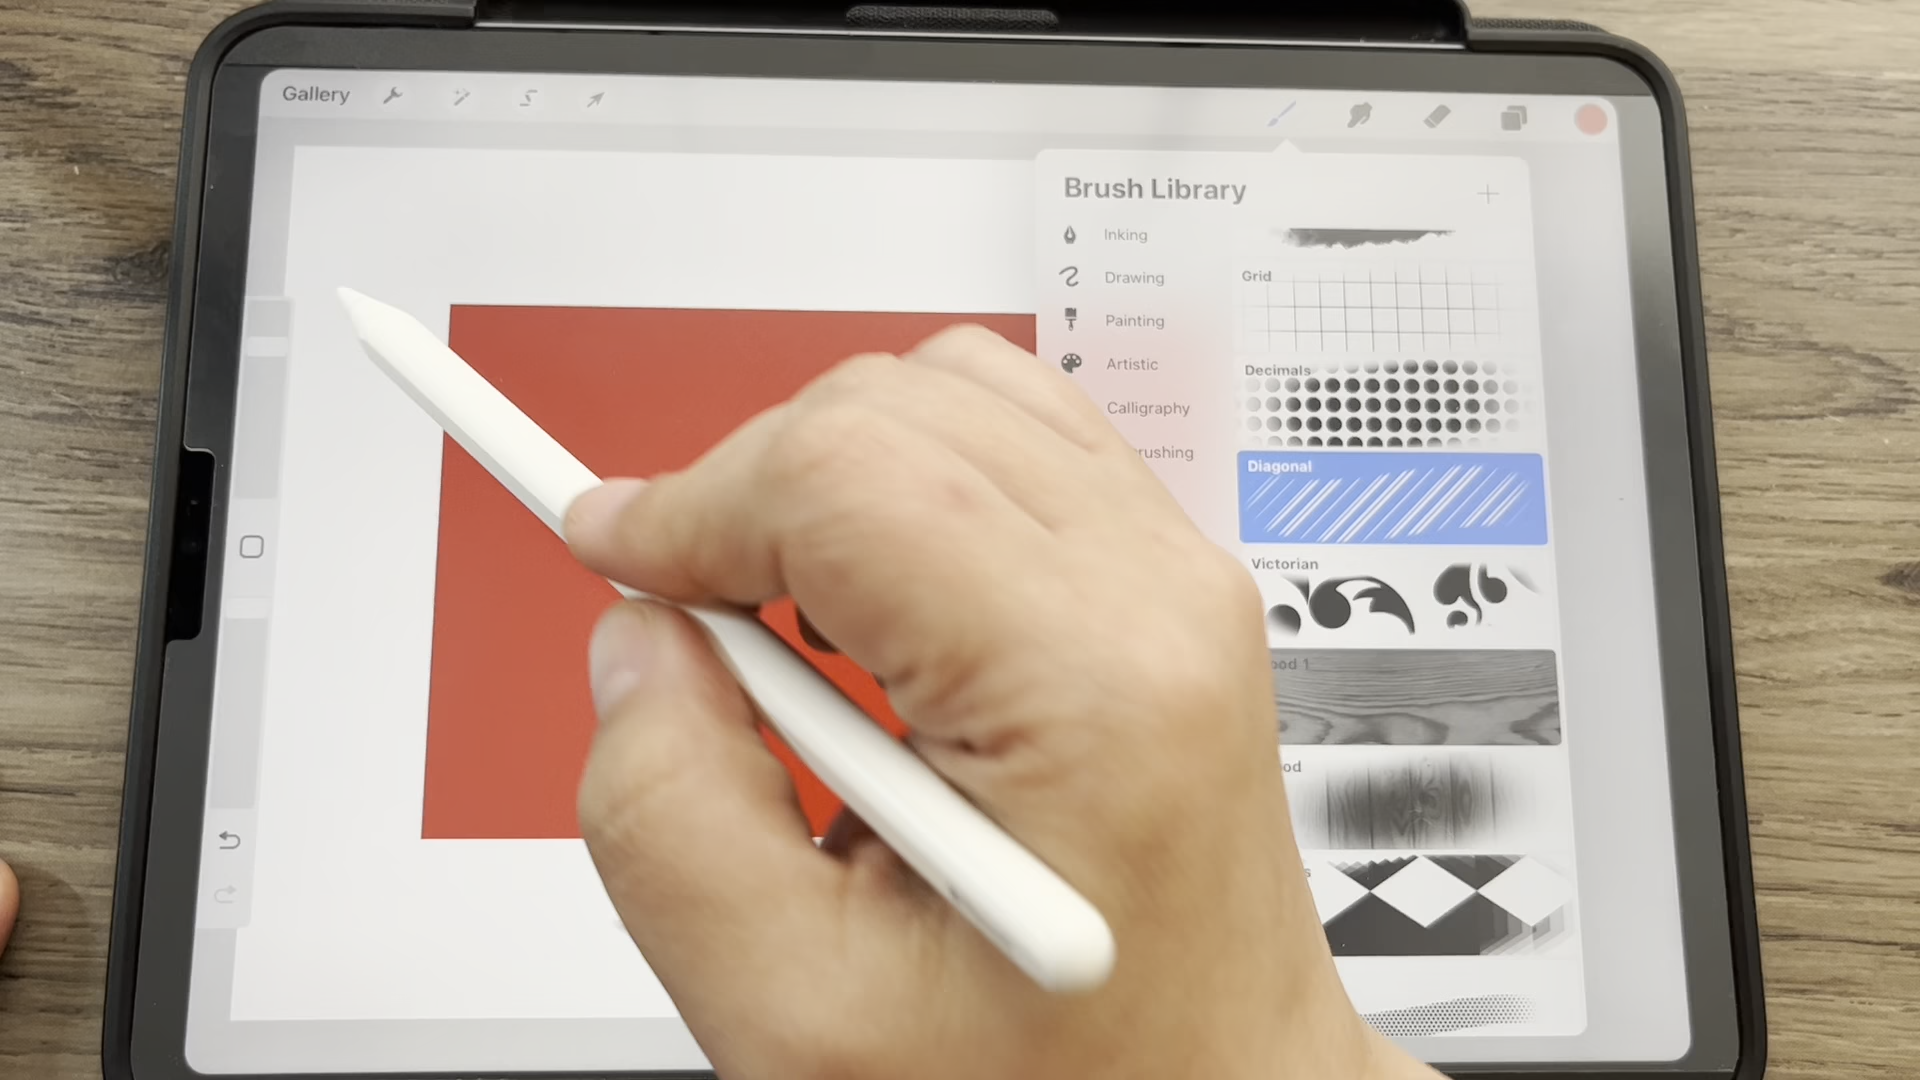 Gallery
Brush Library
Inking
Drawing
Painting
Artistic
Calligraphy
Grid
Decimals
Diagonal
Victorian